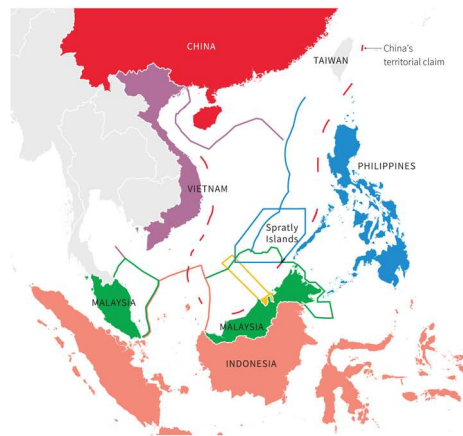 CHINA
TAIWAN
China's
territorial claim
PHILIPPINES
VIETNAM
Spratly
Islands
MALAYSIA
MALAYSIA
INDONESIA